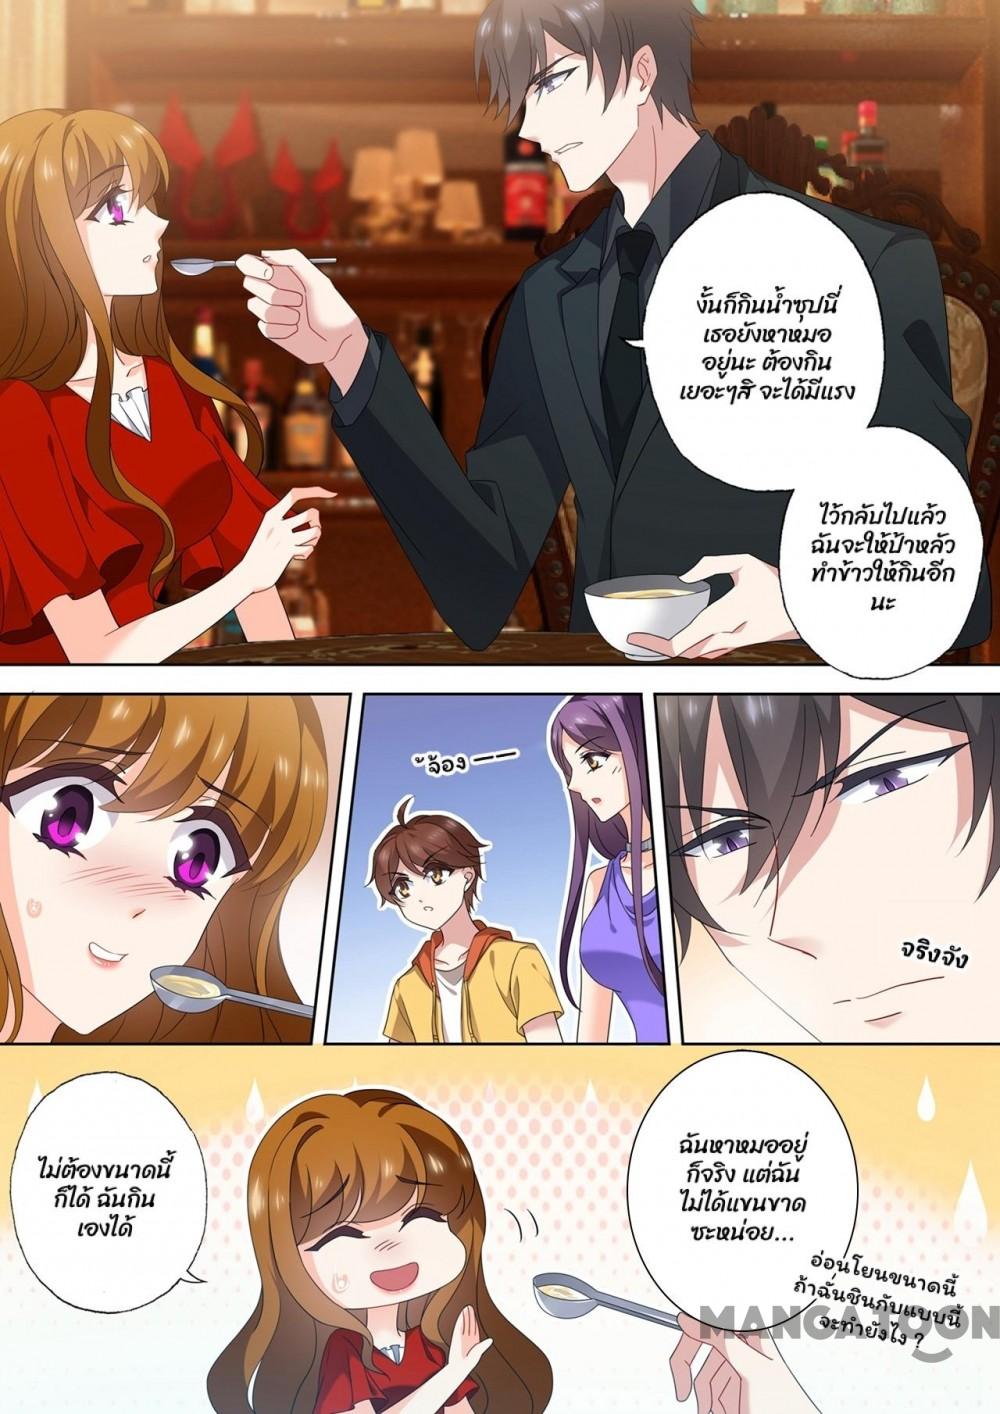 งั้นก็กินน้ำซุปนี่
เธอยังหาหมอ
อยู่นะ ต้องกิน
เยอะๆสิ จะได้มีแรง
ไว้กลับไปแล้ว
ฉันจะให้ป้าหลัว
ทำข้าวให้กินอีก
นะ
จ้อง ——
จริงจัง
ไม่ต้องขนาดนี้
ก็ได้ ฉันกิน
เองได้
ฉันหาหมออยู่
ก็จริง แต่ฉัน
ไม่ได้แขนขาด
ซะหน่อย...
อ่อนโยนขนาดนี้
ถ้าฉันชินกับแบบนี้
จะทำยังไง ?
MANGATOON